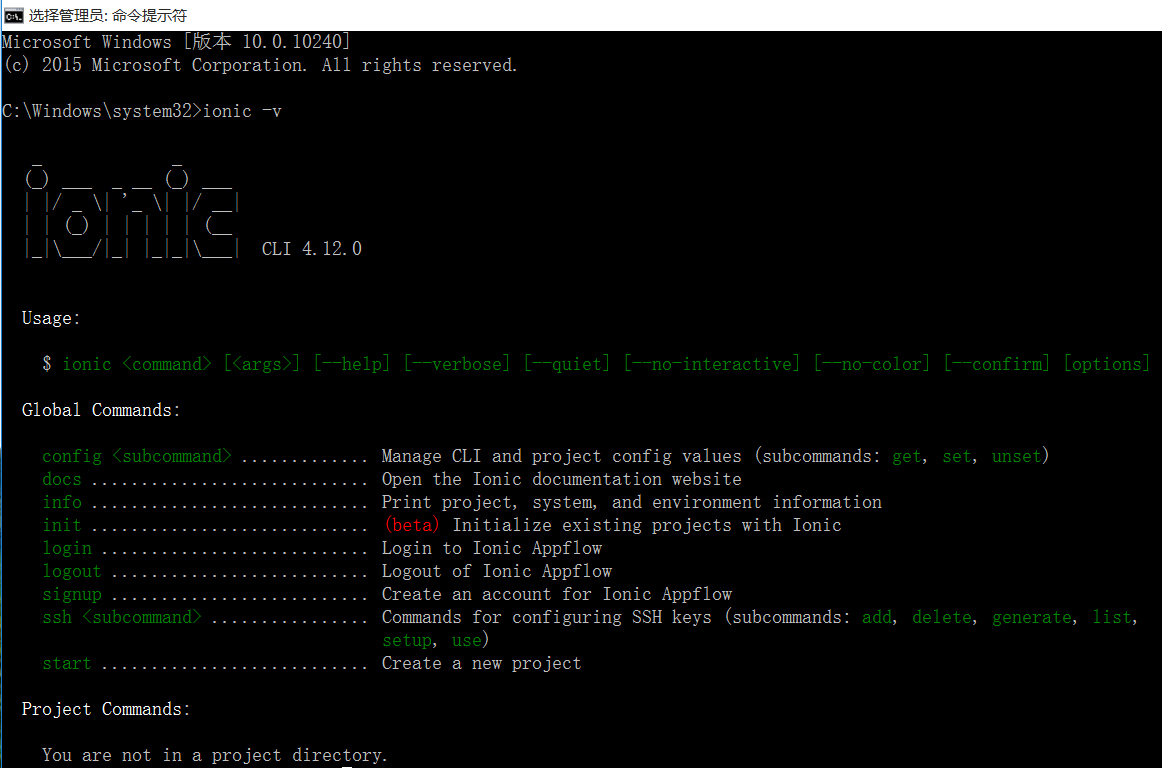 选择管理员: 命令提示符
Microsoft Windows [版本 10.0.10240]
(c) 2015 Microsoft Corporation. All rights reserved.
C:\Windows\system32>ionic -v
ionic CLI 4.12.0
Usage:
$ ionic <command> [<args>] [--help] [--verbose] [--quiet] [--no-interactive] [--no-color] [--confirm] [options]
Global Commands:
config <subcommand> ............. Manage CLI and project config values (subcommands: get, set, unset)
docs ............................ Open the Ionic documentation website
info ............................ Print project, system, and environment information
init ............................ (beta) Initialize existing projects with Ionic
login ........................... Login to Ionic Appflow
logout .......................... Logout of Ionic Appflow
signup .......................... Create an account for Ionic Appflow
ssh <subcommand> ................ Commands for configuring SSH keys (subcommands: add, delete, generate, list,
setup, use)
start ........................... Create a new project
Project Commands:
You are not in a project directory.